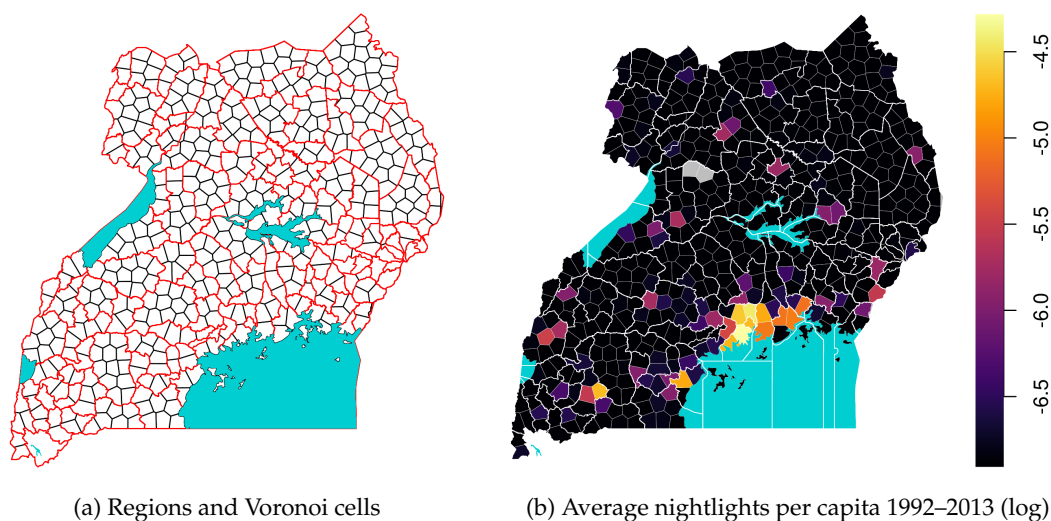 -4.5
-5.0
-5.5
-6.0
-6.5
(a) Regions and Voronoi cells
(b) Average nightlights per capita 1992–2013 (log)